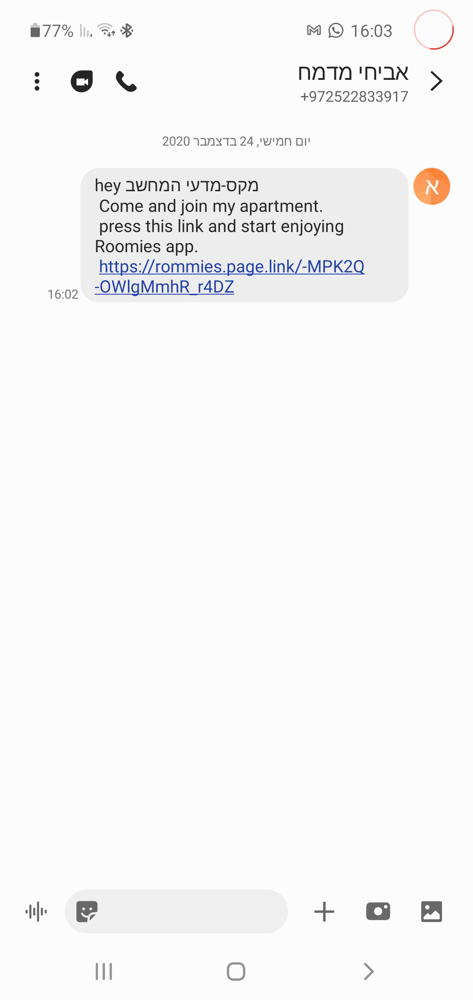 77%
16:03
אביחי מדמח
+972522833917
יום חמישי, 24 בדצמבר 2020
hey מקס-מדעי המחשב
Come and join my apartment.
press this link and start enjoying
Roomies app.
https://rommies.page.link/-MPK2Q
-OWlgMmhR_r4DZ
16:02
א